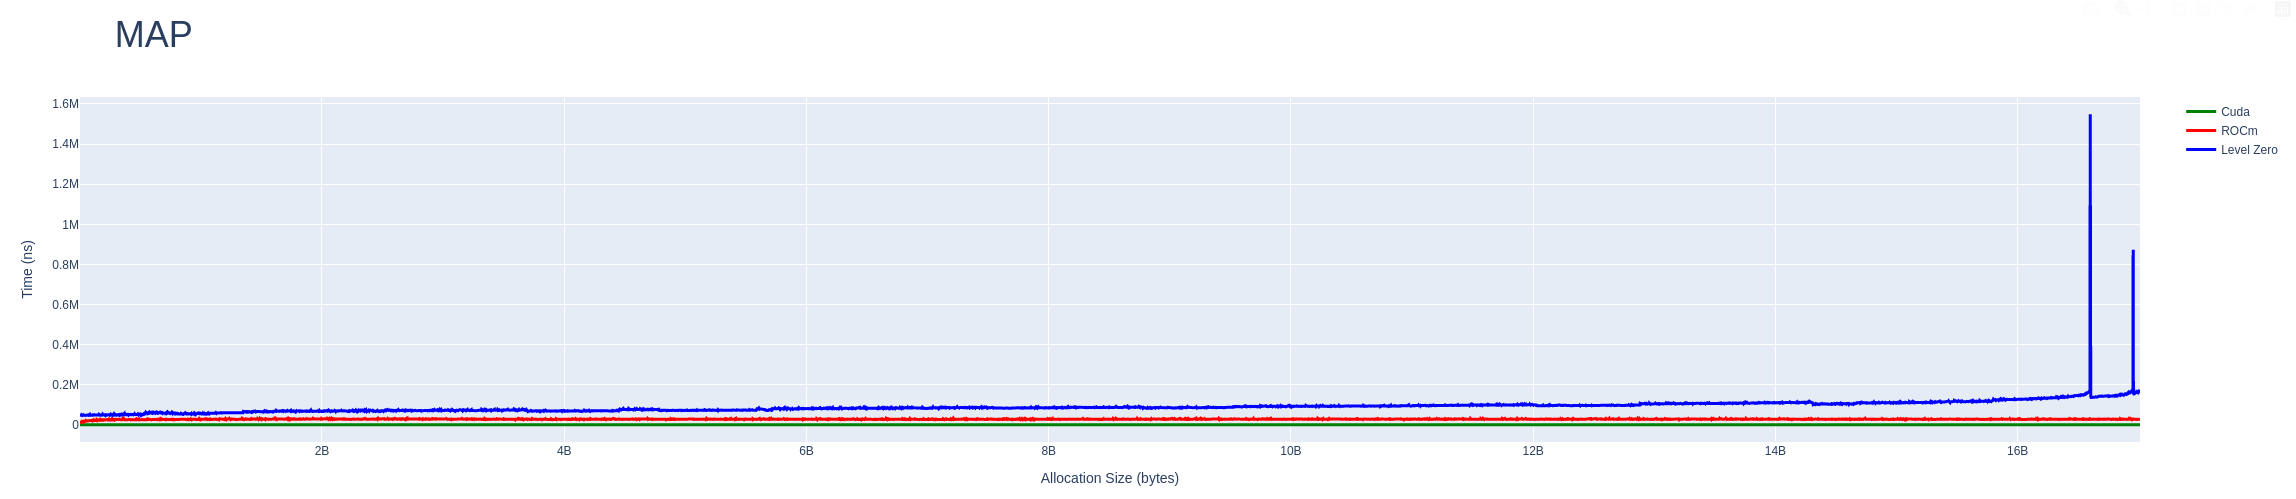 MAP
1.6M
1.4M
1.2M
1M
0.8M
0.6M
0.4M
0.2M
0
Time (ns)
2B 4B 6B 8B 10B 12B 14B 16B
Allocation Size (bytes)
Cuda
ROCm
Level Zero